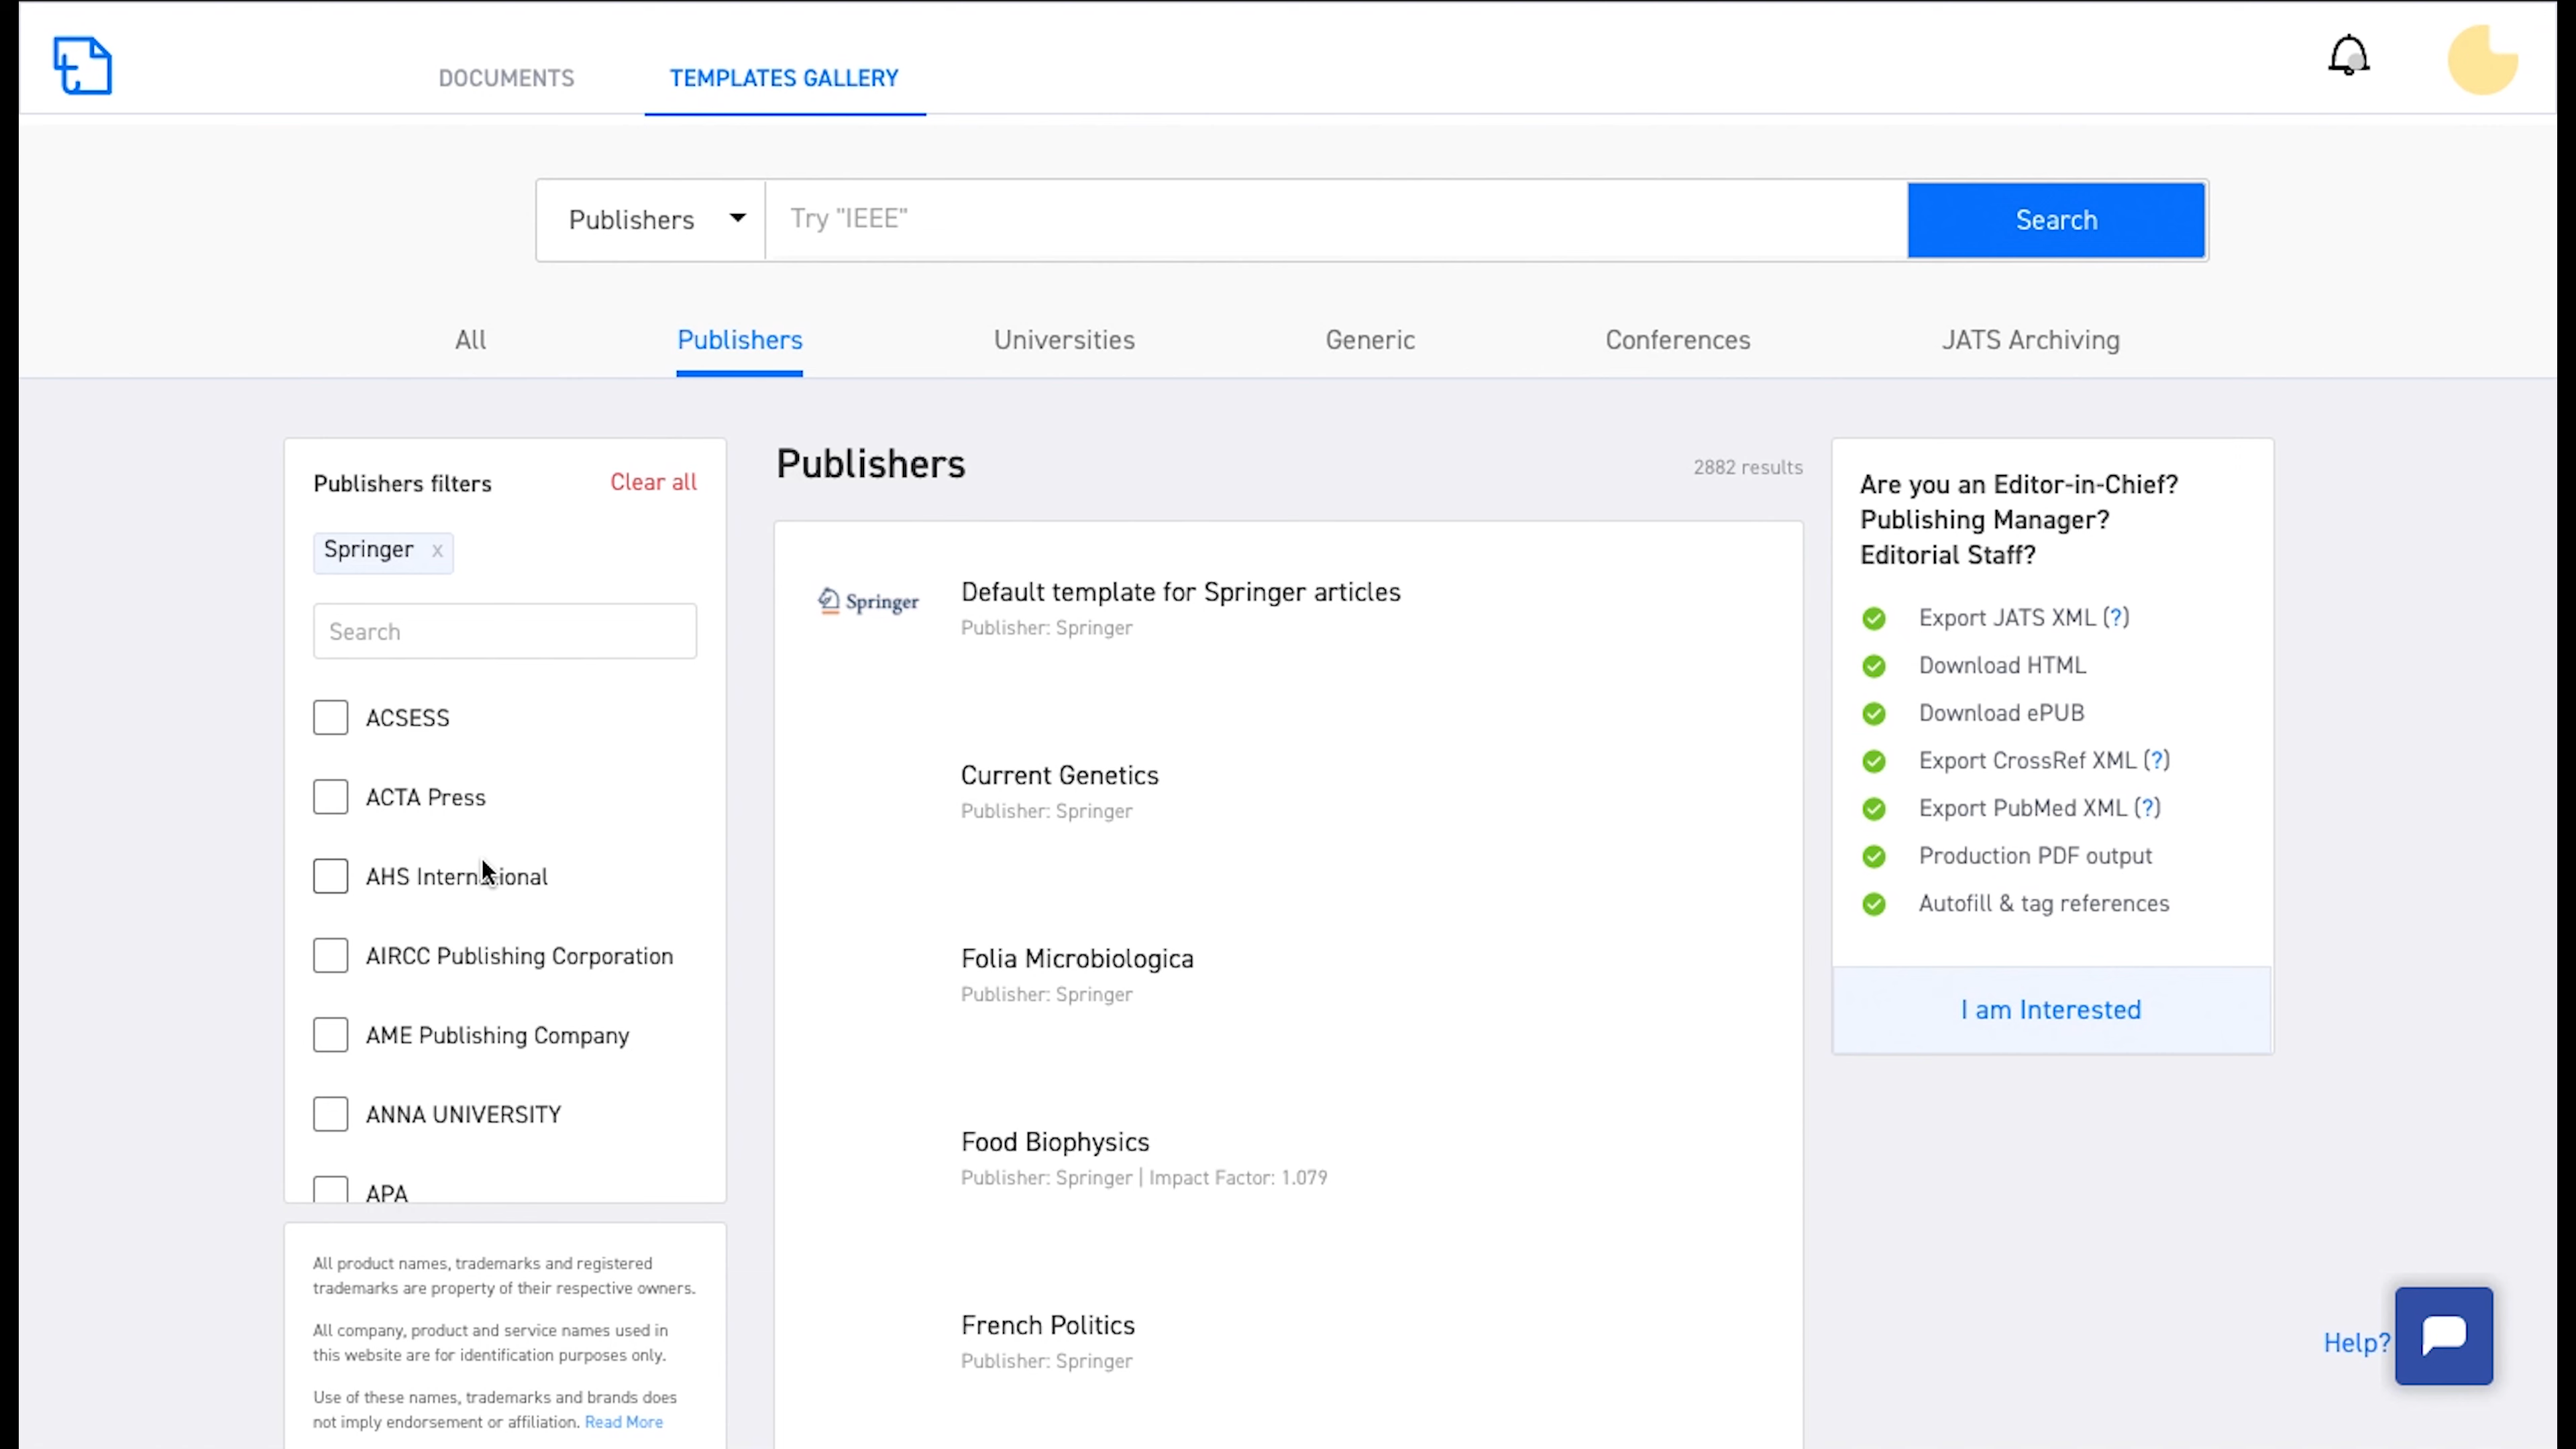 DOCUMENTS
TEMPLATES GALLERY
Publishers
Try "IEEE"
Search
All
Publishers
Universities
Generic
Conferences
JATS Archiving
Publishers filters
Clear all
Springer x
Search
ACSESS
ACTA Press
AHS International
AIRCC Publishing Corporation
AME Publishing Company
ANNA UNIVERSITY
APA
All product names, trademarks and registered
trademarks are property of their respective owners.
All company, product and service names used in
this website are for identification purposes only.
Use of these names, trademarks and brands does
not imply endorsement or affiliation. Read More
Publishers
2882 results
Springer
Default template for Springer articles
Publisher: Springer
Current Genetics
Publisher: Springer
Folia Microbiologica
Publisher: Springer
Food Biophysics
Publisher: Springer | Impact Factor: 1.079
French Politics
Publisher: Springer
Are you an Editor-in-Chief?
Publishing Manager?
Editorial Staff?
Export JATS XML (?)
Download HTML
Download ePUB
Export CrossRef XML (?)
Export PubMed XML (?)
Production PDF output
Autofill & tag references
I am Interested
Help?